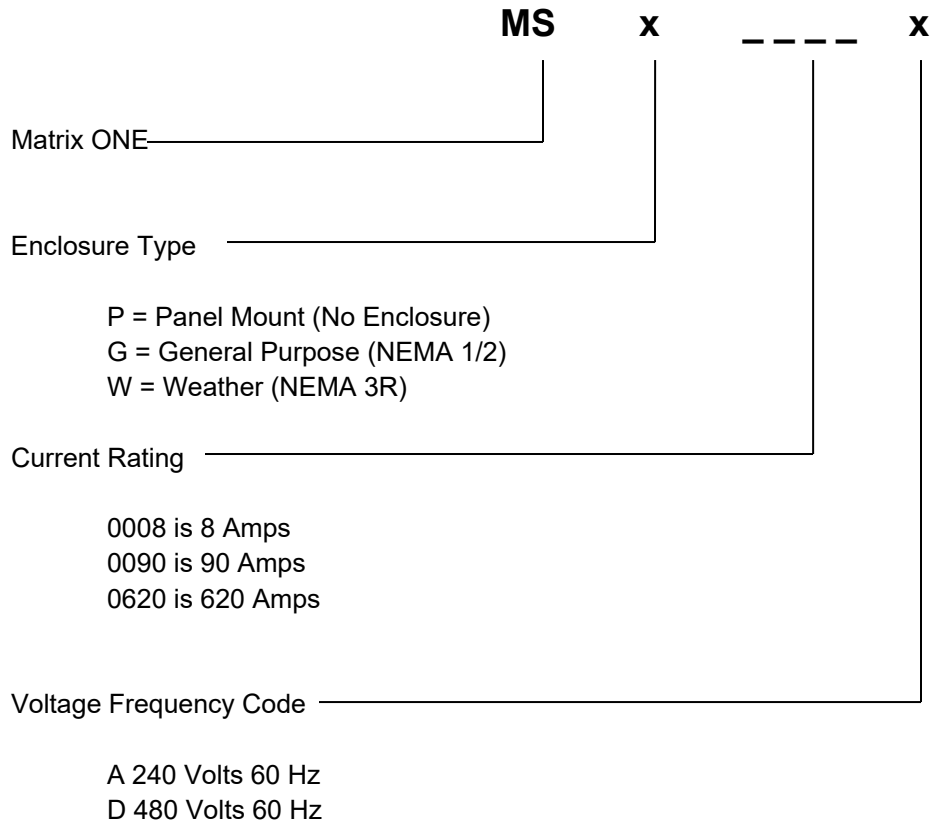 MS x _ _ _ _ x
Matrix ONE
Enclosure Type
P = Panel Mount (No Enclosure)
G = General Purpose (NEMA 1/2)
W = Weather (NEMA 3R)
Current Rating
0008 is 8 Amps
0090 is 90 Amps
0620 is 620 Amps
Voltage Frequency Code
A 240 Volts 60 Hz
D 480 Volts 60 Hz